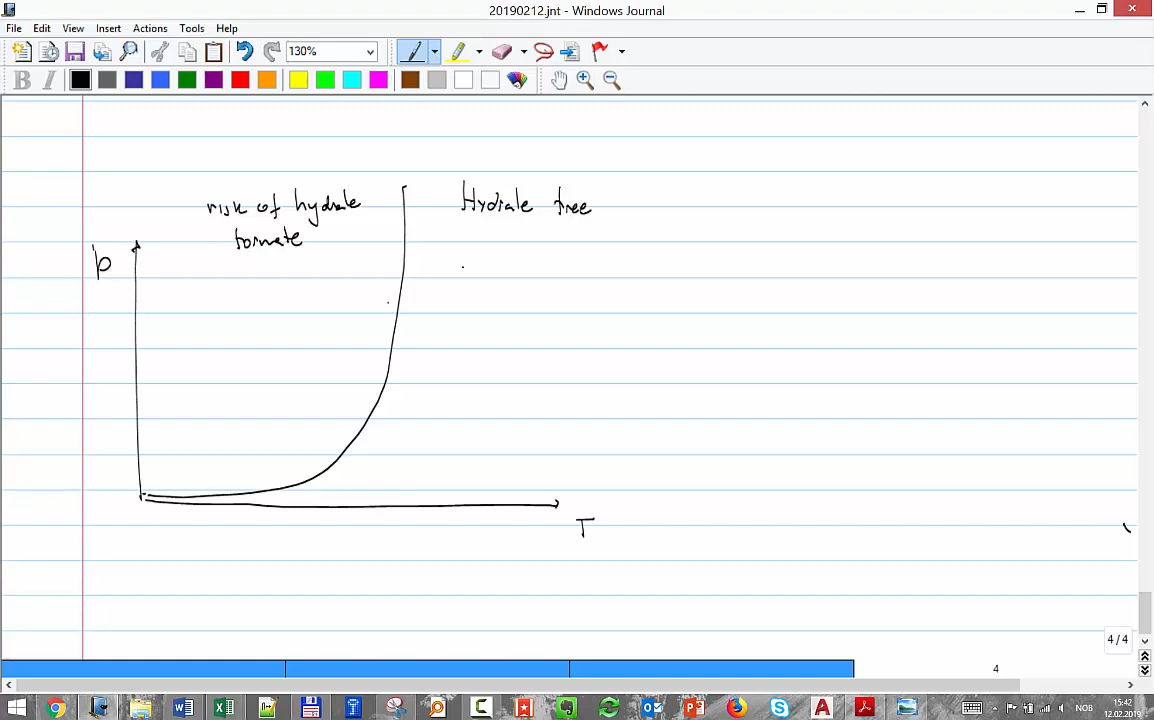 20190212.jnt - Windows Journal
File Edit View Insert Actions Tools Help
130%
B I
risk of hydrate Hydrate free
formate
p
T
4 / 4
4
NOB
15:42
12.02.2019